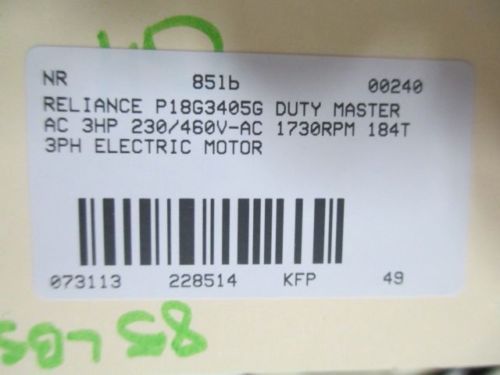 NR 85lb 00240
RELIANCE P18G3405G DUTY MASTER
AC 3HP 230/460V-AC 1730RPM 184T
3PH ELECTRIC MOTOR
073113 228514 KFP 49
85 LBS